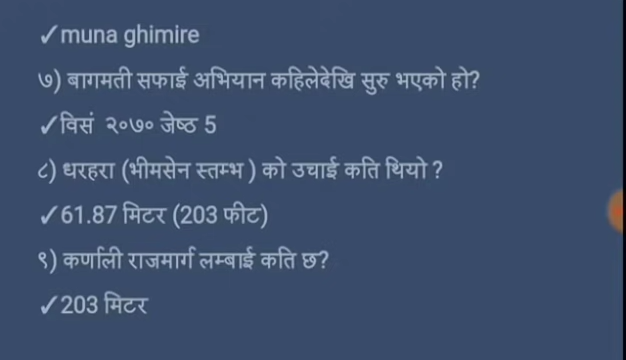 ✓muna ghimire
७) बागमती सफाई अभियान कहिलेदेखि सुरु भएको हो?
✓विसं २०७० जेष्ठ 5
८) धरहरा (भीमसेन स्तम्भ ) को उचाई कति थियो ?
✓61.87 मिटर (203 फीट)
९) कर्णाली राजमार्ग लम्बाई कति छ?
✓203 मिटर